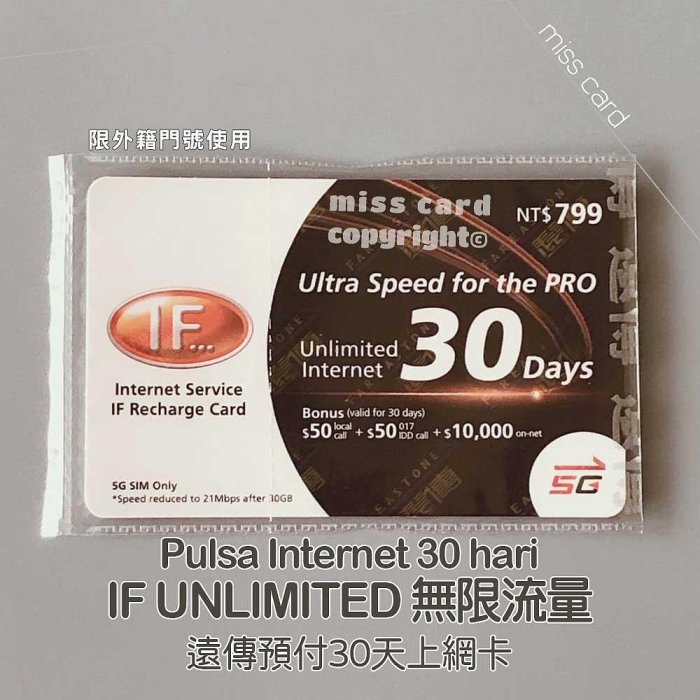 miss card
限外籍門號使用
miss card
copyright©
NT$799
Ultra Speed for the PRO
Unlimited
Internet
30 Days
IF...
Internet Service
IF Recharge Card
Bonus (valid for 30 days)
$50 local call + $50 017 IDD call + $10,000 on-net
5G SIM Only
*Speed reduced to 21Mbps after 30GB
5G
Pulsa Internet 30 hari
IF UNLIMITED 無限流量
遠傳預付30天上網卡